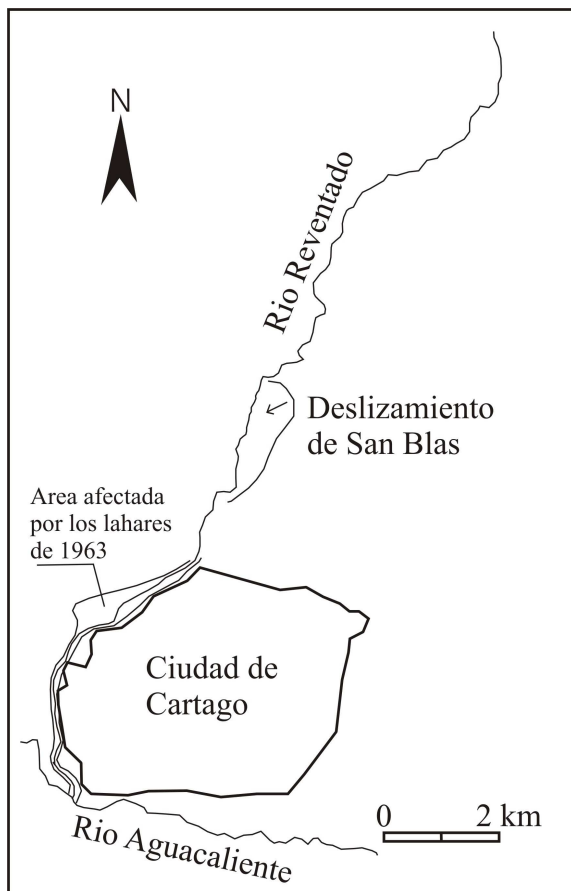 N
Rio Reventado
Deslizamiento
de San Blas
Area afectada
por los lahares
de 1963
Ciudad de
Cartago
0 2 km
Rio Aguacaliente